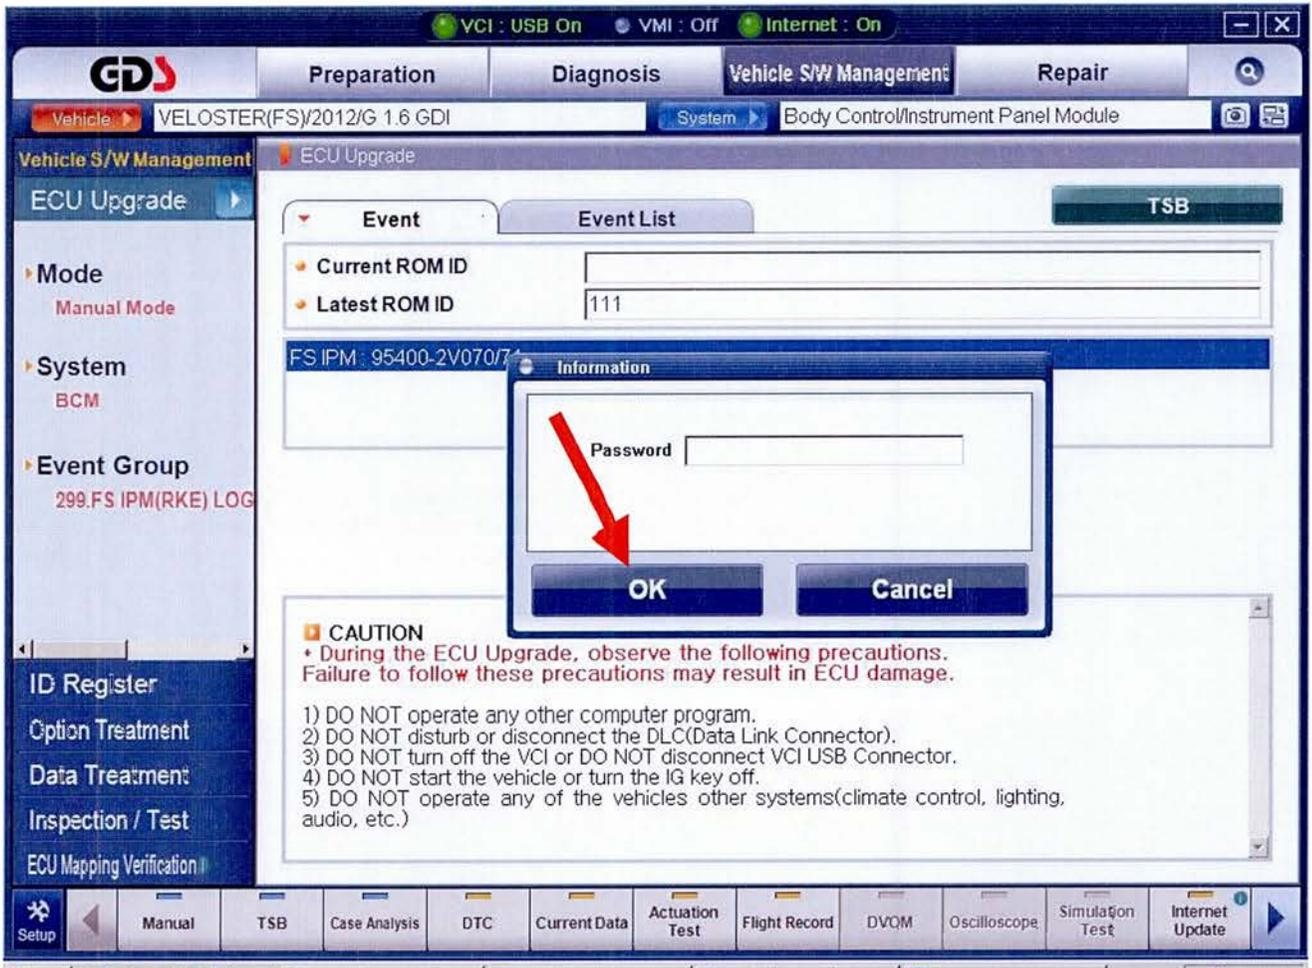 VCI : USB On VMI : Off Internet : On
GDS Preparation Diagnosis Vehicle S/W Management Repair
Vehicle VELOSTER(FS)/2012/G 1.6 GDI System Body Control/Instrument Panel Module
Vehicle S/W Management
ECU Upgrade
ECU Upgrade
Event Event List TSB
Current ROM ID
Latest ROM ID 111
Mode
Manual Mode
System
BCM
Event Group
299.FS IPM(RKE) LOG
FS IPM : 95400-2V070/
Information
Password
OK Cancel
CAUTION
• During the ECU Upgrade, observe the following precautions.
Failure to follow these precautions may result in ECU damage.
1) DO NOT operate any other computer program.
2) DO NOT disturb or disconnect the DLC(Data Link Connector).
3) DO NOT turn off the VCI or DO NOT disconnect VCI USB Connector.
4) DO NOT start the vehicle or turn the IG key off.
5) DO NOT operate any of the vehicles other systems(climate control, lighting,
audio, etc.)
ID Register
Option Treatment
Data Treatment
Inspection / Test
ECU Mapping Verification
Setup Manual TSB Case Analysis DTC Current Data Actuation Test Flight Record DVOM Oscilloscope Simulation Test Internet Update